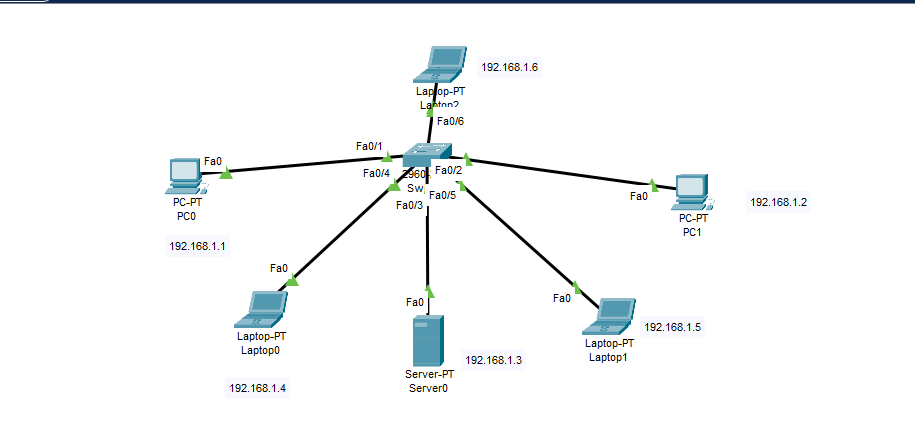 192.168.1.6
Laptop-PT
Laptop2
Fa0/6
Fa0/1
Fa0
Fa0/4
Fa0/2
Fa0/3
Fa0/5
PC-PT
PC0
192.168.1.1
Fa0
PC-PT
PC1
192.168.1.2
Fa0
Laptop-PT
Laptop0
192.168.1.4
Fa0
Server-PT
Server0
192.168.1.3
Fa0
Laptop-PT
Laptop1
192.168.1.5